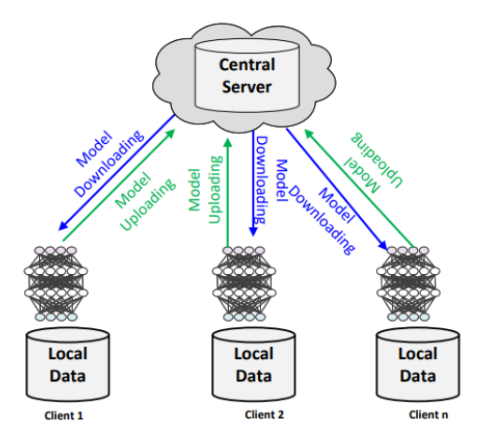 Central
Server
Model
Downloading
Model
Uploading
Model
Uploading
Model
Downloading
Model
Downloading
Model
Uploading
Local
Data
Local
Data
Local
Data
Client 1
Client 2
Client n